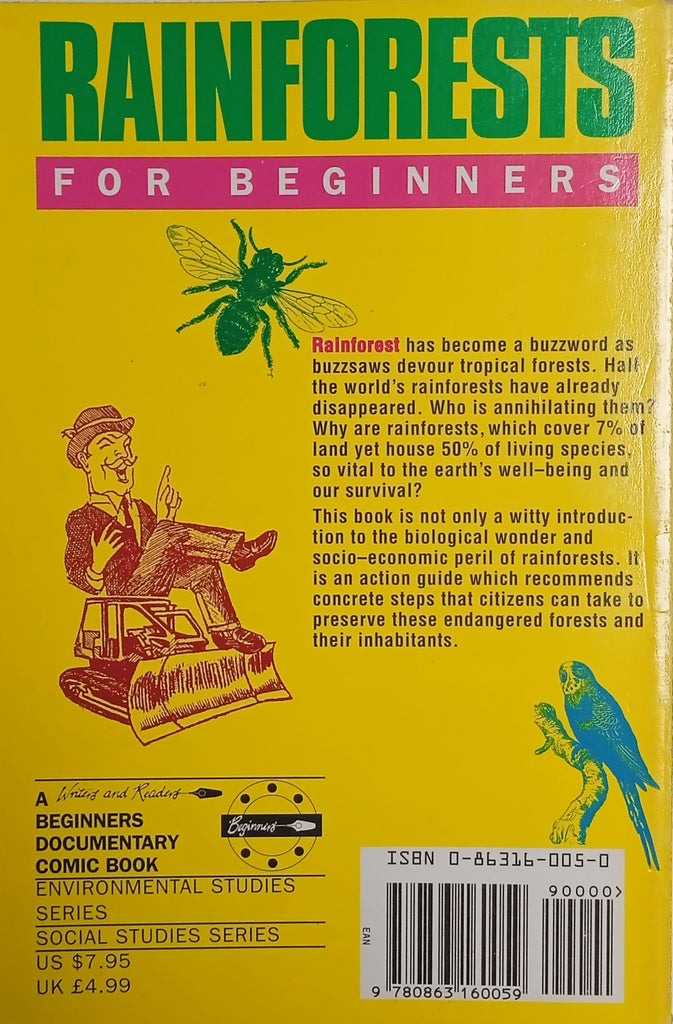 RAINFORESTS
FOR BEGINNERS
Rainforest has become a buzzword as
buzzsaws devour tropical forests. Half
the world's rainforests have already
disappeared. Who is annihilating them?
Why are rainforests, which cover 7% of
land yet house 50% of living species,
so vital to the earth's well–being and
our survival?
This book is not only a witty introduc-
tion to the biological wonder and
socio–economic peril of rainforests. It
is an action guide which recommends
concrete steps that citizens can take to
preserve these endangered forests and
their inhabitants.
A Writers and Readers
BEGINNERS
DOCUMENTARY
COMIC BOOK
Beginners
ENVIRONMENTAL STUDIES
SERIES
SOCIAL STUDIES SERIES
US $7.95
UK £4.99
ISBN 0-86316-005-0
90000>
EAN
9 780863 160059